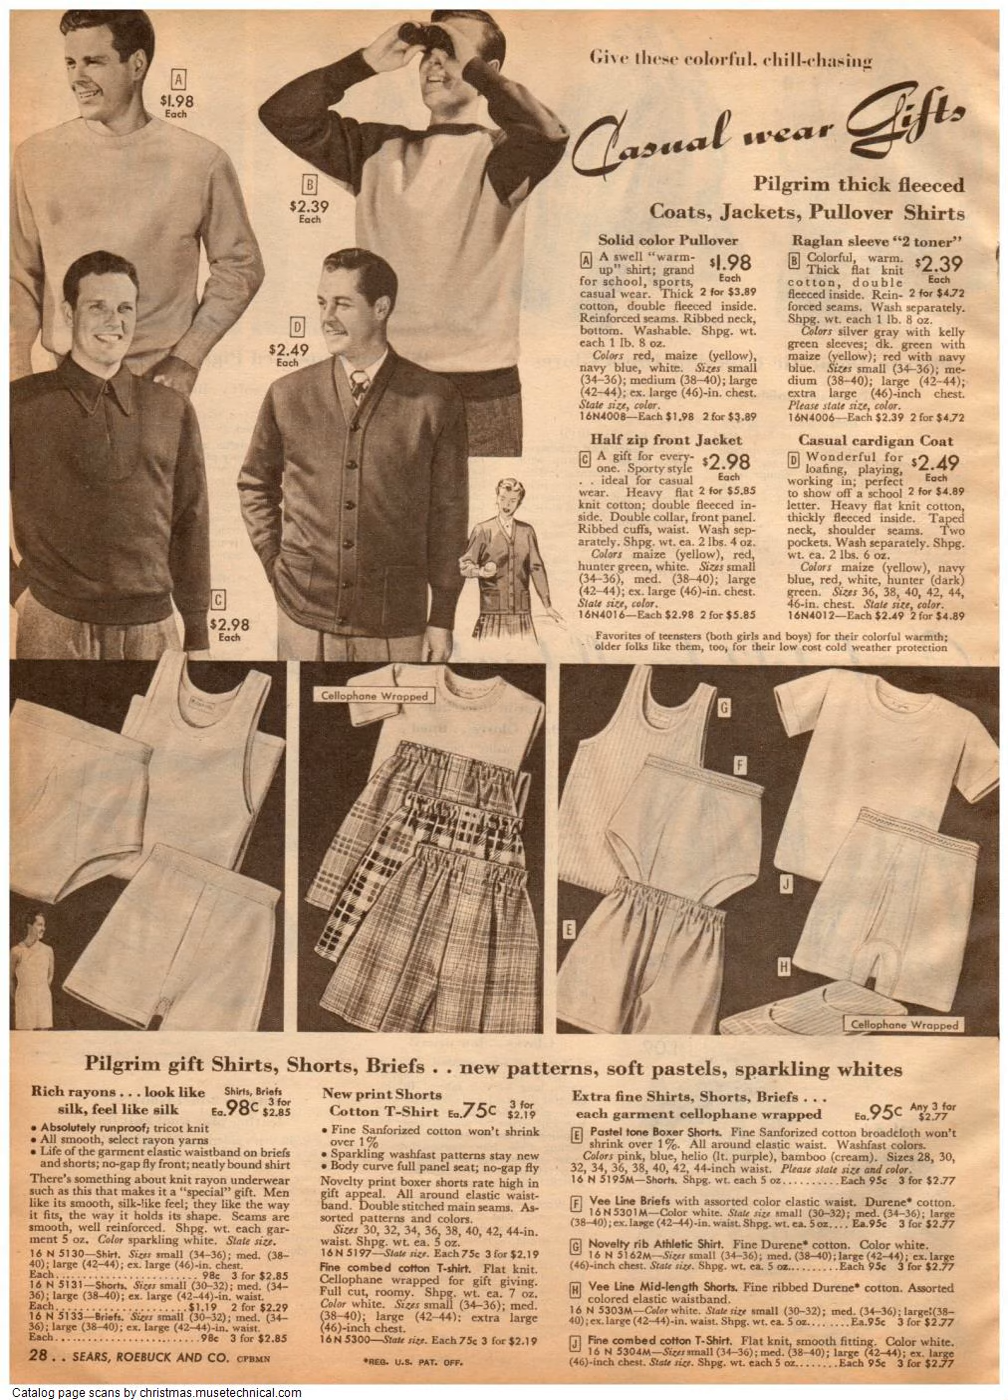 A
$1.98
Each
B
$2.39
Each
Give these colorful, chill-chasing
Casual wear Gifts
Pilgrim thick fleeced
Coats, Jackets, Pullover Shirts
D
$2.49
Each
C
$2.98
Each
Solid color Pullover
A A swell "warm-
up" shirt; grand
for school, sports,
casual wear. Thick
$1.98
Each
2 for $3.89
cotton, double fleeced inside.
Reinforced seams. Ribbed neck,
bottom. Washable. Shpg. wt.
each 1 lb. 8 oz.
Colors red, maize (yellow),
navy blue, white. Sizes small
(34-36); medium (38-40); large
(42-44); ex. large (46)-in. chest.
State size, color.
16N4008—Each $1.98 2 for $3.89
Raglan sleeve "2 toner"
B Colorful, warm.
Thick flat knit
cotton, double
fleeced inside. Rein-
$2.39
Each
2 for $4.72
forced seams. Wash separately.
Shpg. wt. each 1 lb. 8 oz.
Colors silver gray with kelly
green sleeves; dk. green with
maize (yellow); red with navy
blue. Sizes small (34-36); me-
dium (38-40); large (42-44);
extra large (46)-inch chest.
Please state size, color.
16N4006—Each $2.39 2 for $4.72
Half zip front Jacket
C A gift for every-
one. Sporty style
. . ideal for casual
wear. Heavy flat
$2.98
Each
2 for $5.85
knit cotton; double fleeced in-
side. Double collar, front panel.
Ribbed cuffs, waist. Wash sep-
arately. Shpg. wt. ea. 2 lbs. 4 oz.
Colors maize (yellow), red,
hunter green, white. Sizes small
(34-36), med. (38-40); large
(42-44); ex. large (46)-in. chest.
State size, color.
16N4016—Each $2.98 2 for $5.85
Casual cardigan Coat
D Wonderful for
loafing, playing,
working in; perfect
to show off a school
$2.49
Each
2 for $4.89
letter. Heavy flat knit cotton,
thickly fleeced inside. Taped
neck, shoulder seams. Two
pockets. Wash separately. Shpg.
wt. ea. 2 lbs. 6 oz.
Colors maize (yellow), navy
blue, red, white, hunter (dark)
green. Sizes 36, 38, 40, 42, 44,
46-in. chest. State size, color.
16N4012—Each $2.49 2 for $4.89
Favorites of teensters (both girls and boys) for their colorful warmth;
older folks like them, too, for their low cost cold weather protection
Cellophane Wrapped
G
F
E
J
H
Cellophane Wrapped
Pilgrim gift Shirts, Shorts, Briefs . . new patterns, soft pastels, sparkling whites
Rich rayons . . . look like
silk, feel like silk
Shirts, Briefs
Ea. 98c 3 for $2.85
• Absolutely runproof; tricot knit
• All smooth, select rayon yarns
• Life of the garment elastic waistband on briefs
and shorts; no-gap fly front; neatly bound shirt
There's something about knit rayon underwear
such as this that makes it a "special" gift. Men
like its smooth, silk-like feel; they like the way
it fits, the way it holds its shape. Seams are
smooth, well reinforced. Shpg. wt. each gar-
ment 5 oz. Color sparkling white. State size.
16 N 5130—Shirt. Sizes small (34-36); med. (38-
40); large (42-44); ex. large (46)-in. chest.
Each . . . . . . . . . . 98c 3 for $2.85
16 N 5131—Shorts. Sizes small (30-32); med. (34-
36); large (38-40); ex. large (42-44)-in. waist.
Each . . . . . . . . . . $1.19 2 for $2.29
16 N 5133—Briefs. Sizes small (30-32); med. (34-
36); large (38-40); ex. large (42-44)-in. waist.
Each . . . . . . . . . . 98c 3 for $2.85
28 . . SEARS, ROEBUCK AND CO. CPBMN
New print Shorts
Cotton T-Shirt Ea. 75c 3 for $2.19
• Fine Sanforized cotton won't shrink
over 1%
• Sparkling washfast patterns stay new
• Body curve full panel seat; no-gap fly
Novelty print boxer shorts rate high in
gift appeal. All around elastic waist-
band. Double stitched main seams. As-
sorted patterns and colors.
Sizes 30, 32, 34, 36, 38, 40, 42, 44-in.
waist. Shpg. wt. ea. 5 oz.
16 N 5197—State size. Each 75c 3 for $2.19
Fine combed cotton T-shirt. Flat knit.
Cellophane wrapped for gift giving.
Full cut, roomy. Shpg. wt. ea. 7 oz.
Color white. Sizes small (34-36); med.
(38-40); large (42-44); extra large
(46)-inch chest.
16 N 5300—State size. Each 75c 3 for $2.19
*REG. U.S. PAT. OFF.
Extra fine Shirts, Shorts, Briefs . . .
each garment cellophane wrapped
Ea. 95c Any 3 for $2.77
E Pastel tone Boxer Shorts. Fine Sanforized cotton broadcloth won't
shrink over 1%. All around elastic waist. Washfast colors.
Colors pink, blue, helio (lt. purple), bamboo (cream). Sizes 28, 30,
32, 34, 36, 38, 40, 42, 44-inch waist. Please state size and color.
16 N 5195M—Shorts. Shpg. wt. each 5 oz. . . . . . . . . . Each 95c 3 for $2.77
F Vee Line Briefs with assorted color elastic waist. Durene* cotton.
16 N 5301M—Color white. State size small (30-32); med. (34-36); large
(38-40); ex. large (42-44)-in. waist. Shpg. wt. ea. 5 oz. . . . Ea. 95c 3 for $2.77
G Novelty rib Athletic Shirt. Fine Durene* cotton. Color white.
16 N 5162M—Sizes small (34-36); med. (38-40); large (42-44); ex. large
(46)-inch chest. State size. Shpg. wt. ea. 5 oz. . . . . . . . Each 95c 3 for $2.77
H Vee Line Mid-length Shorts. Fine ribbed Durene* cotton. Assorted
colored elastic waistband.
16 N 5303M—Color white. State size small (30-32); med. (34-36); large (38-
40); ex. large (42-44)-in. waist. Shpg. wt. ea. 5 oz. . . . . . . Ea. 95c 3 for $2.77
J Fine combed cotton T-Shirt. Flat knit, smooth fitting. Color white.
16 N 5304M—Sizes small (34-36); med. (38-40); large (42-44); ex. large
(46)-inch chest. State size. Shpg. wt. each 5 oz. . . . . . . . Each 95c 3 for $2.77
Catalog page scans by christmas.musetechnical.com